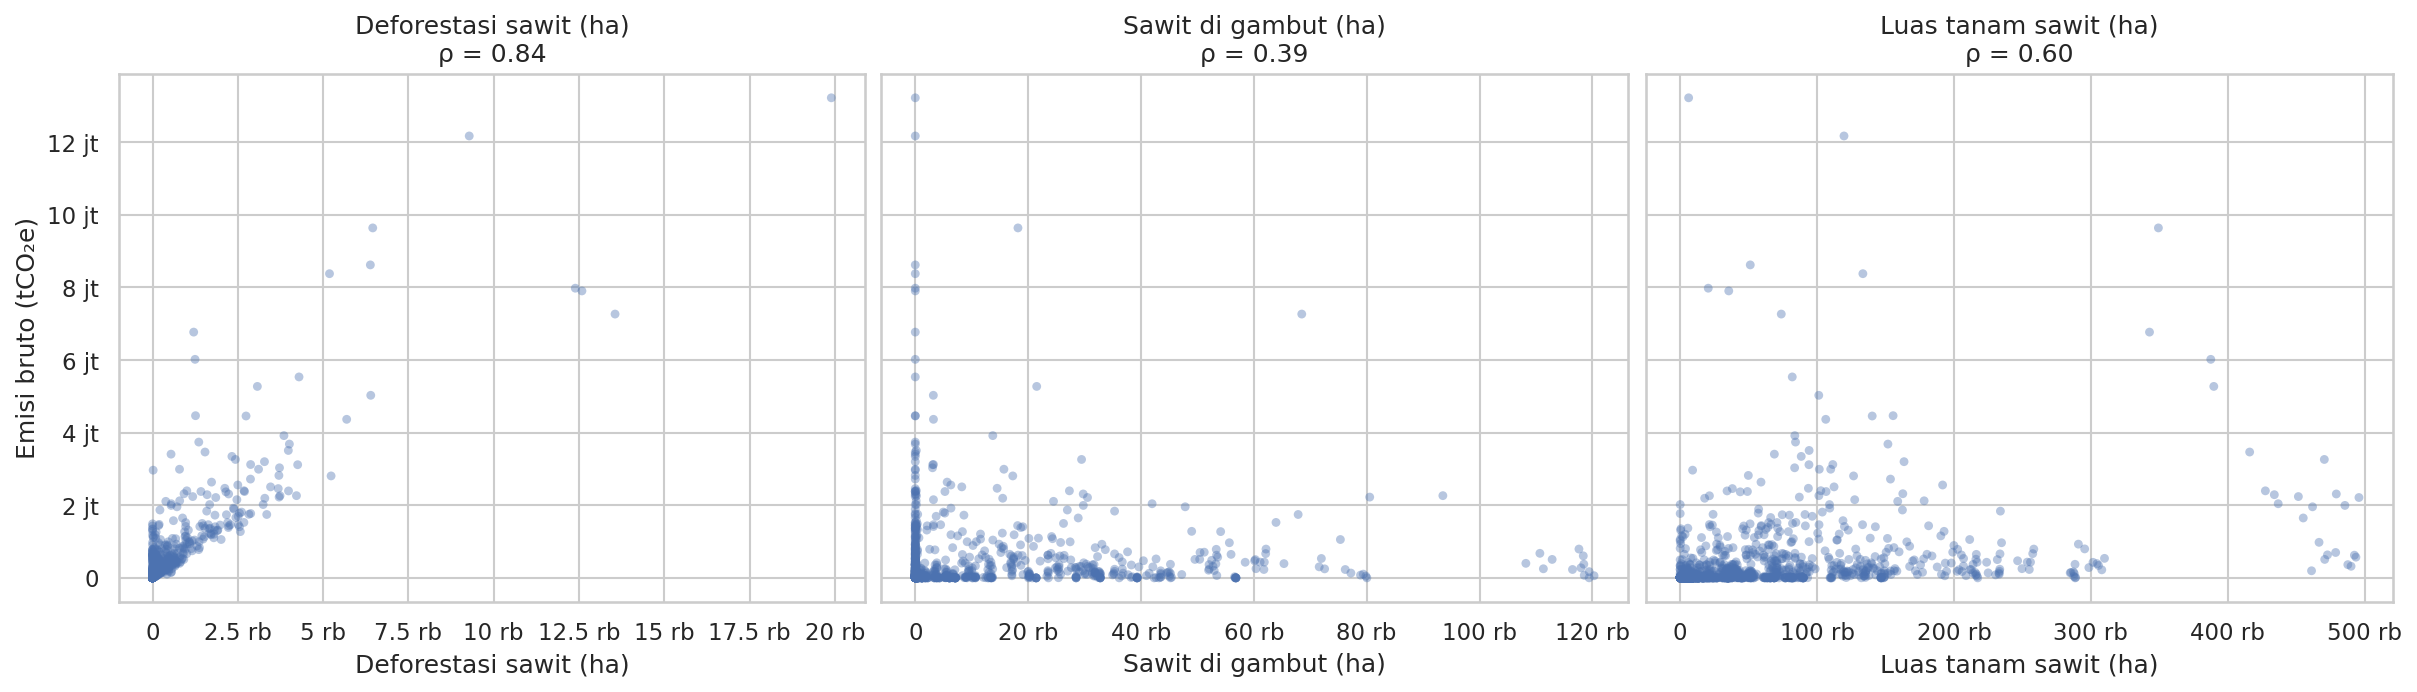 Deforestasi sawit (ha)
ρ = 0.84
Sawit di gambut (ha)
ρ = 0.39
Luas tanam sawit (ha)
ρ = 0.60
Emisi bruto (tCO₂e)
12 jt
10 jt
8 jt
6 jt
4 jt
2 jt
0
0 2.5 rb 5 rb 7.5 rb 10 rb 12.5 rb 15 rb 17.5 rb 20 rb
Deforestasi sawit (ha)
0 20 rb 40 rb 60 rb 80 rb 100 rb 120 rb
Sawit di gambut (ha)
0 100 rb 200 rb 300 rb 400 rb 500 rb
Luas tanam sawit (ha)